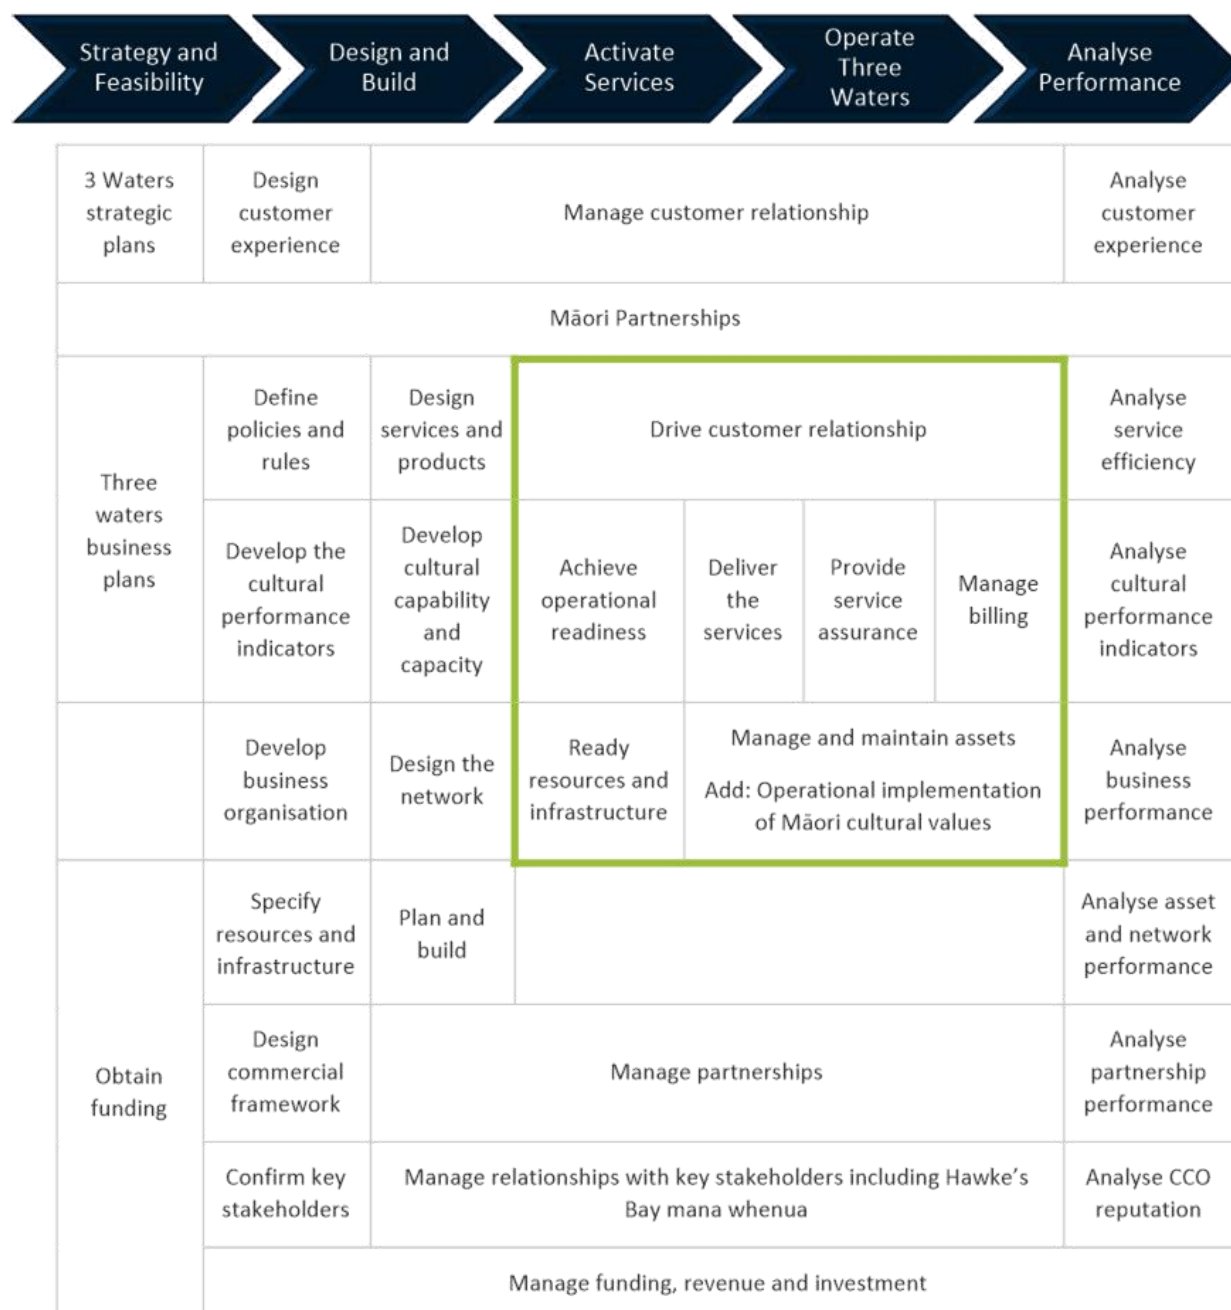 Strategy and
Feasibility
Design and
Build
Activate
Services
Operate
Three
Waters
Analyse
Performance
3 Waters
strategic
plans
Design
customer
experience
Manage customer relationship
Analyse
customer
experience
Māori Partnerships
Three
waters
business
plans
Define
policies and
rules
Design
services and
products
Drive customer relationship
Analyse
service
efficiency
Develop the
cultural
performance
indicators
Develop
cultural
capability
and
capacity
Achieve
operational
readiness
Deliver
the
services
Provide
service
assurance
Manage
billing
Analyse
cultural
performance
indicators
Develop
business
organisation
Design the
network
Ready
resources and
infrastructure
Manage and maintain assets
Add: Operational implementation
of Māori cultural values
Analyse
business
performance
Obtain
funding
Specify
resources and
infrastructure
Plan and
build
Analyse asset
and network
performance
Design
commercial
framework
Manage partnerships
Analyse
partnership
performance
Confirm key
stakeholders
Manage relationships with key stakeholders including Hawke's
Bay mana whenua
Analyse CCO
reputation
Manage funding, revenue and investment